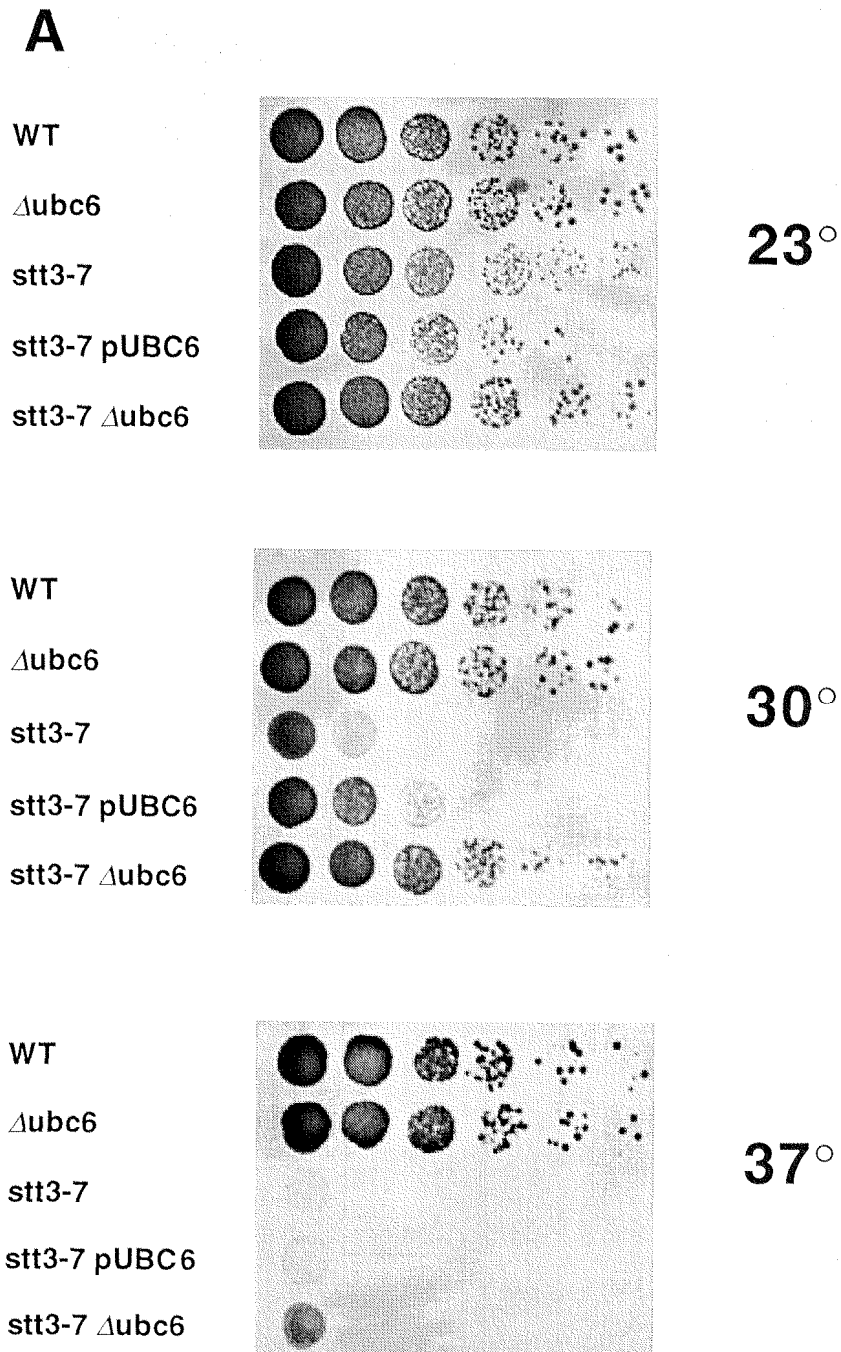 A
WT
Δubc6
stt3-7
stt3-7 pUBC6
stt3-7 Δubc6
23°
WT
Δubc6
stt3-7
stt3-7 pUBC6
stt3-7 Δubc6
30°
WT
Δubc6
stt3-7
stt3-7 pUBC6
stt3-7 Δubc6
37°